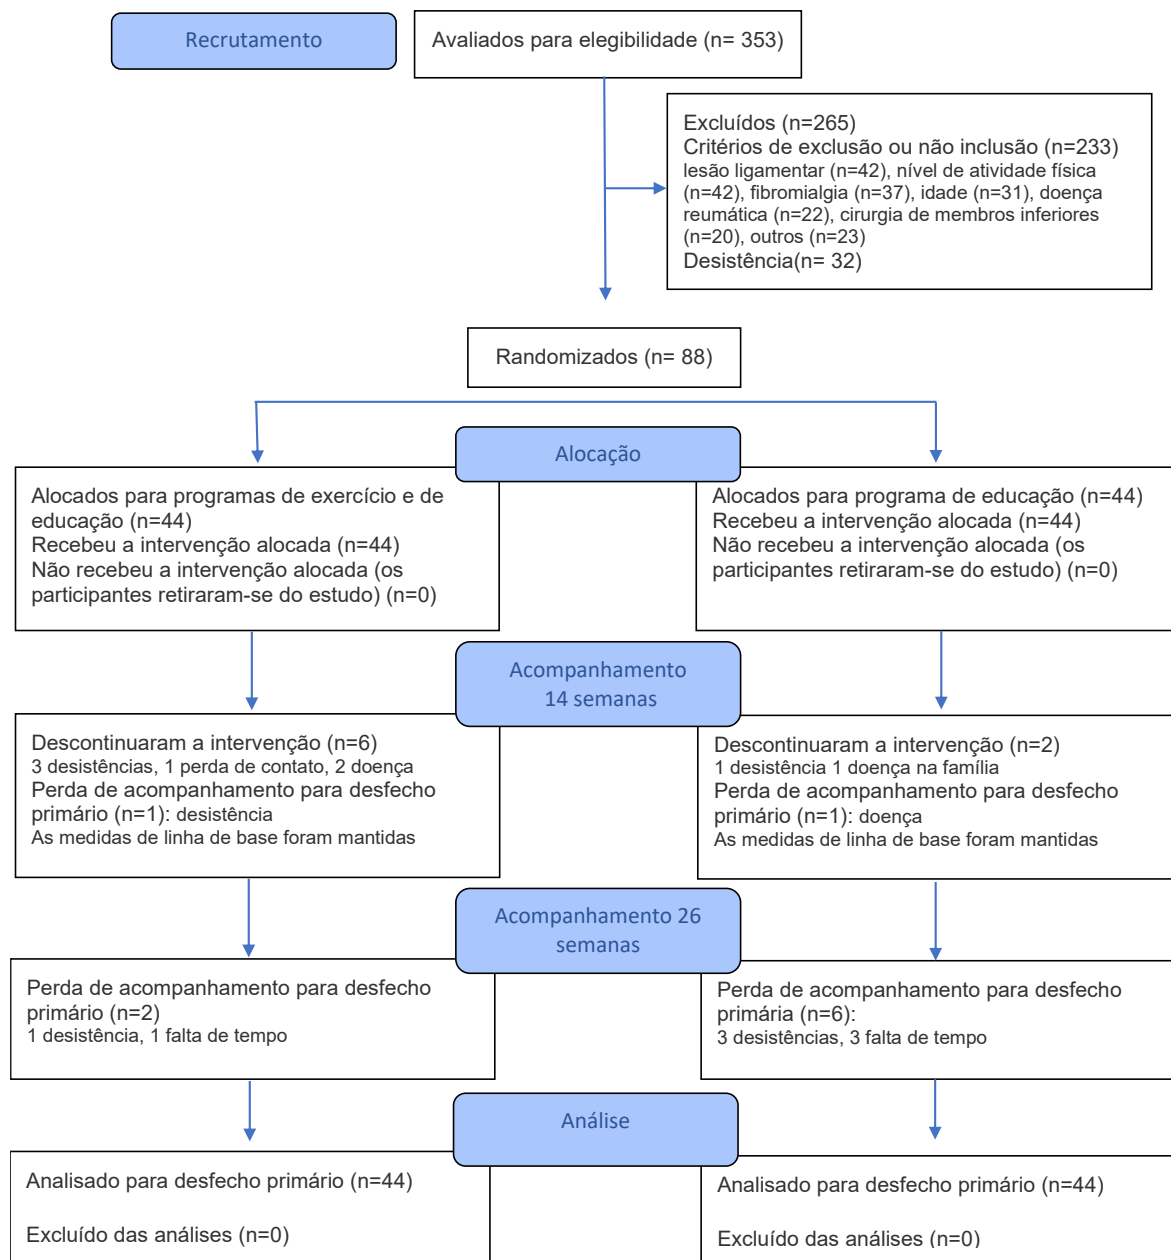 Recrutamento
Avaliados para elegibilidade (n= 353)
Excluídos (n=265)
Critérios de exclusão ou não inclusão (n=233)
lesão ligamentar (n=42), nível de atividade física
(n=42), fibromialgia (n=37), idade (n=31), doença
reumática (n=22), cirurgia de membros inferiores
(n=20), outros (n=23)
Desistência(n= 32)
Randomizados (n= 88)
Alocação
Alocados para programas de exercício e de
educação (n=44)
Recebeu a intervenção alocada (n=44)
Não recebeu a intervenção alocada (os
participantes retiraram-se do estudo) (n=0)
Alocados para programa de educação (n=44)
Recebeu a intervenção alocada (n=44)
Não recebeu a intervenção alocada (os
participantes retiraram-se do estudo) (n=0)
Acompanhamento
14 semanas
Descontinuaram a intervenção (n=6)
3 desistências, 1 perda de contato, 2 doença
Perda de acompanhamento para desfecho
primário (n=1): desistência
As medidas de linha de base foram mantidas
Descontinuaram a intervenção (n=2)
1 desistência 1 doença na família
Perda de acompanhamento para desfecho
primário (n=1): doença
As medidas de linha de base foram mantidas
Acompanhamento 26
semanas
Perda de acompanhamento para desfecho
primário (n=2)
1 desistência, 1 falta de tempo
Perda de acompanhamento para desfecho
primária (n=6):
3 desistências, 3 falta de tempo
Análise
Analisado para desfecho primário (n=44)
Excluído das análises (n=0)
Analisado para desfecho primário (n=44)
Excluído das análises (n=0)